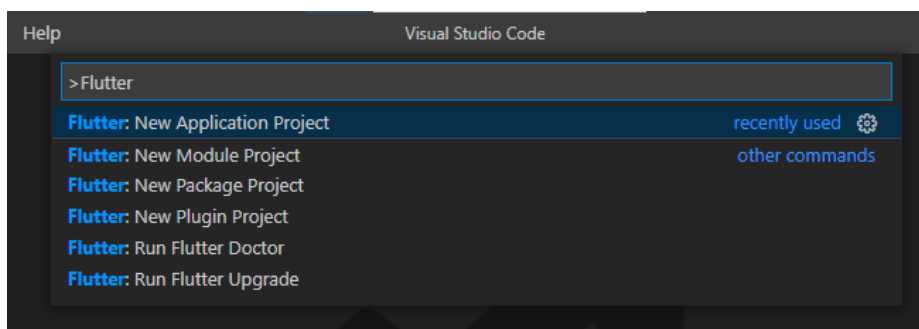 Help Visual Studio Code
>Flutter
Flutter: New Application Project recently used
Flutter: New Module Project other commands
Flutter: New Package Project
Flutter: New Plugin Project
Flutter: Run Flutter Doctor
Flutter: Run Flutter Upgrade